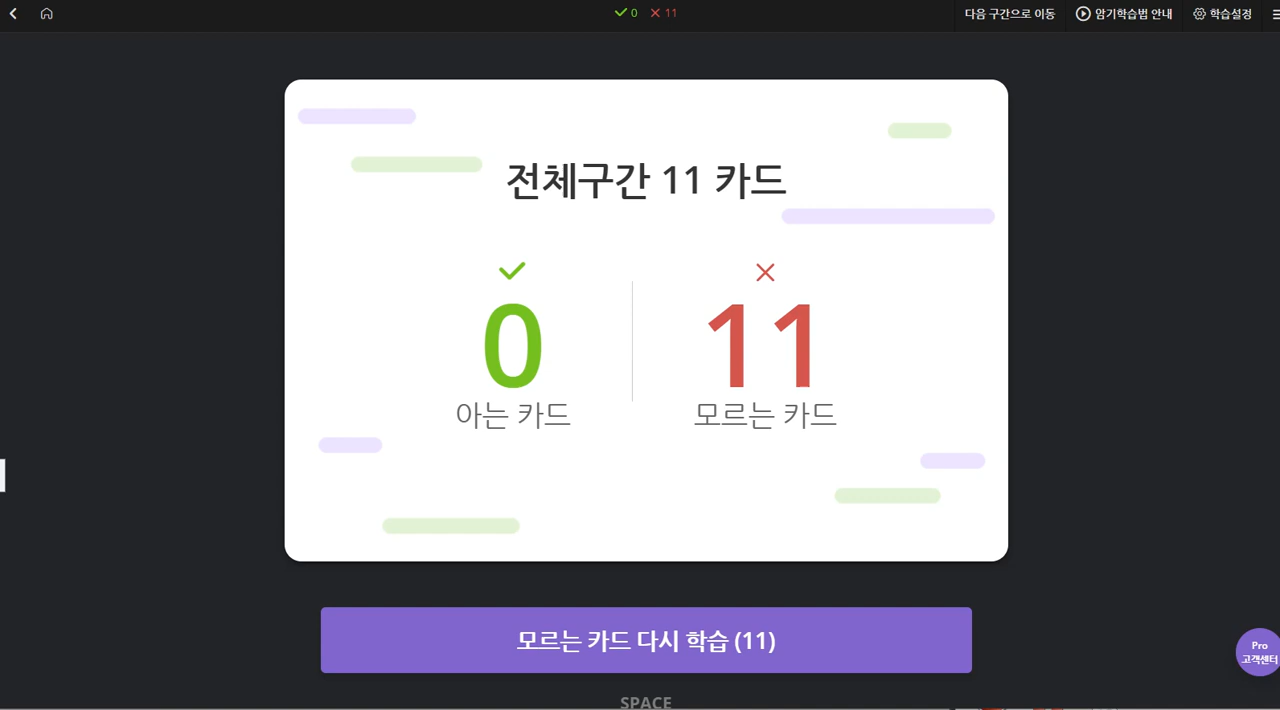 0 11 다음 구간으로 이동 암기학습법 안내 학습설정
전체구간 11 카드
0 11
아는 카드 모르는 카드
모르는 카드 다시 학습 (11)
Pro
고객센터
SPACE